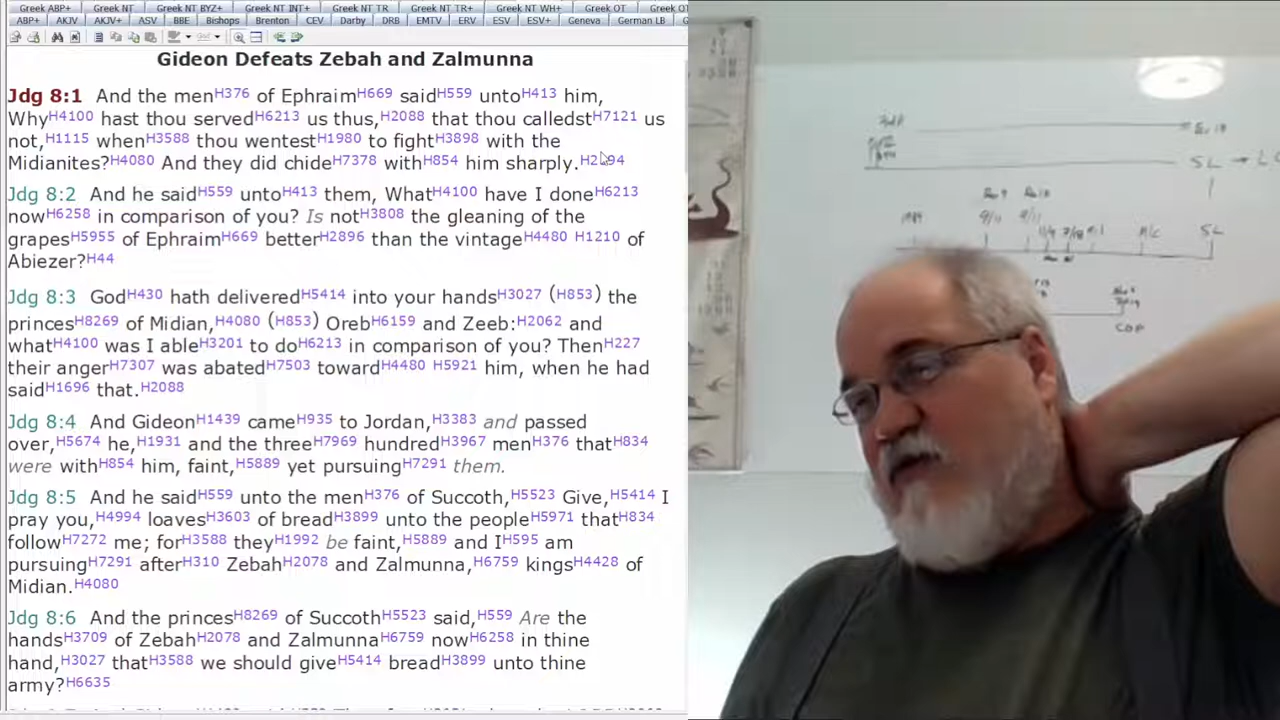 Greek ABP+ Greek NT Greek NT BYZ+ Greek NT INT+ Greek NT TR Greek NT TR+ Greek NT WH+ Greek OT Greek OT
ABP+ AKJV AKJV+ ASV BBE Bishops Brenton CEV Darby DRB EMTV ERV ESV ESV+ Geneva German LB G
Gideon Defeats Zebah and Zalmunna
Jdg 8:1 And the menH376 of EphraimH669 saidH559 untoH413 him,
WhyH4100 hast thou servedH6213 us thus,H2088 that thou calledstH7121 us
not,H1115 whenH3588 thou wentestH1980 to fightH3898 with the
Midianites?H4080 And they did chideH7378 withH854 him sharply.
Jdg 8:2 And he saidH559 untoH413 them, WhatH4100 have I doneH6213
nowH6258 in comparison of you? Is notH3808 the gleaning of the
grapesH5955 of EphraimH669 betterH2896 than the vintageH4480 H1210 of
Abiezer?H44
Jdg 8:3 GodH430 hath deliveredH5414 into your handsH3027 (H853) the
princesH8269 of Midian,H4080 (H853) OrebH6159 and Zeeb:H2062 and
whatH4100 was I ableH3201 to doH6213 in comparison of you? ThenH227
their angerH7307 was abatedH7503 towardH4480 H5921 him, when he had
saidH1696 that.H2088
Jdg 8:4 And GideonH1439 cameH935 to Jordan,H3383 and passed
over,H5674 he,H1931 and the threeH7969 hundredH3967 menH376 thatH834
were withH854 him, faint,H5889 yet pursuingH7291 them.
Jdg 8:5 And he saidH559 unto the menH376 of Succoth,H5523 Give,H5414 I
pray you,H4994 loavesH3603 of breadH3899 unto the peopleH5971 thatH834
followH7272 me; forH3588 theyH1992 be faint,H5889 and IH595 am
pursuingH7291 afterH310 ZebahH2078 and Zalmunna,H6759 kingsH4428 of
Midian.H4080
Jdg 8:6 And the princesH8269 of SuccothH5523 said,H559 Are the
handsH3709 of ZebahH2078 and ZalmunnaH6759 nowH6258 in thine
hand,H3027 thatH3588 we should giveH5414 breadH3899 unto thine
army?H6635
SL →
9/11 9/11
1989
SL
COP